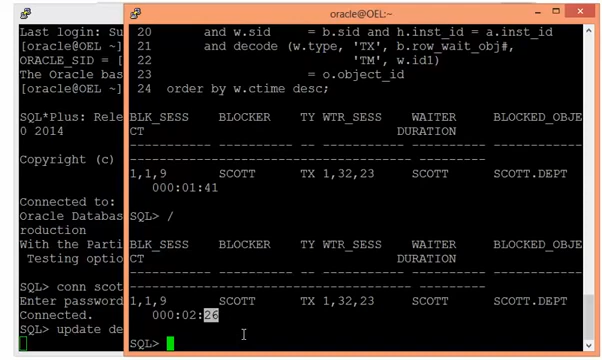 oracle@OEL:~
Last login: Su
[oracle@OEL ~]
ORACLE_SID = [
The Oracle bas
[oracle@OEL ~]
SQL*Plus: Rele
0 2014
Copyright (c)
Connected to:
Oracle Databas
roduction
With the Parti
Testing optio
SQL> conn scot
Enter password
Connected.
SQL> update de
20 and w.sid = b.sid and h.inst_id = a.inst_id
21 and decode (w.type, 'TX', b.row_wait_obj#,
22 'TM', w.id1)
23 = o.object_id
24 order by w.ctime desc;
BLK_SESS BLOCKER TY WTR_SESS WAITER BLOCKED_OBJE
CT DURATION
---------------- ---------- -- ---------------- ---------- ------------
---------------------------------- ---------
1,1,9 SCOTT TX 1,32,23 SCOTT SCOTT.DEPT
000:01:41
SQL> /
BLK_SESS BLOCKER TY WTR_SESS WAITER BLOCKED_OBJE
CT DURATION
---------------- ---------- -- ---------------- ---------- ------------
---------------------------------- ---------
1,1,9 SCOTT TX 1,32,23 SCOTT SCOTT.DEPT
000:02:26
SQL>